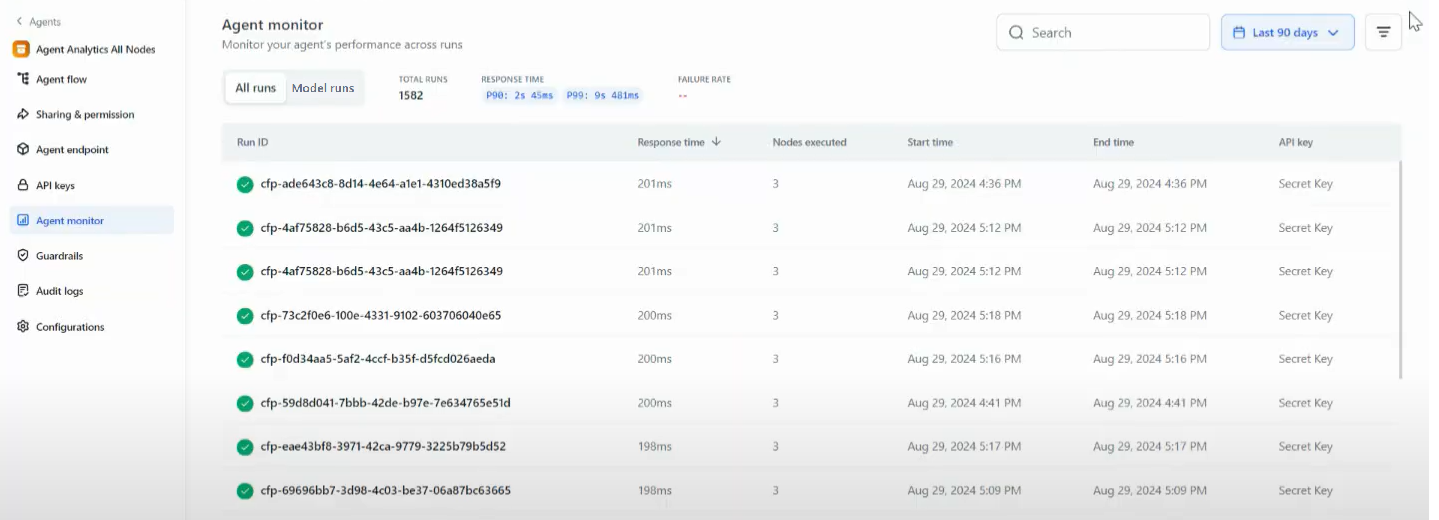 Agents
Agent Analytics All Nodes
Agent flow
Sharing & permission
Agent endpoint
API keys
Agent monitor
Guardrails
Audit logs
Configurations
Agent monitor
Monitor your agent's performance across runs
Search
Last 90 days
All runs Model runs
TOTAL RUNS
1582
RESPONSE TIME
P90: 2s 45ms P99: 9s 481ms
FAILURE RATE
--
Run ID Response time Nodes executed Start time End time API key
cfp-ade643c8-8d14-4e64-a1e1-4310ed38a5f9 201ms 3 Aug 29, 2024 4:36 PM Aug 29, 2024 4:36 PM Secret Key
cfp-4af75828-b6d5-43c5-aa4b-1264f5126349 201ms 3 Aug 29, 2024 5:12 PM Aug 29, 2024 5:12 PM Secret Key
cfp-4af75828-b6d5-43c5-aa4b-1264f5126349 201ms 3 Aug 29, 2024 5:12 PM Aug 29, 2024 5:12 PM Secret Key
cfp-73c2f0e6-100e-4331-9102-603706040e65 200ms 3 Aug 29, 2024 5:18 PM Aug 29, 2024 5:18 PM Secret Key
cfp-f0d34aa5-5af2-4ccf-b35f-d5fcd026aeda 200ms 3 Aug 29, 2024 5:16 PM Aug 29, 2024 5:16 PM Secret Key
cfp-59d8d041-7bbb-42de-b97e-7e634765e51d 200ms 3 Aug 29, 2024 4:41 PM Aug 29, 2024 4:41 PM Secret Key
cfp-eae43bf8-3971-42ca-9779-3225b79b5d52 198ms 3 Aug 29, 2024 5:17 PM Aug 29, 2024 5:17 PM Secret Key
cfp-69696bb7-3d98-4c03-be37-06a87bc63665 198ms 3 Aug 29, 2024 5:09 PM Aug 29, 2024 5:09 PM Secret Key